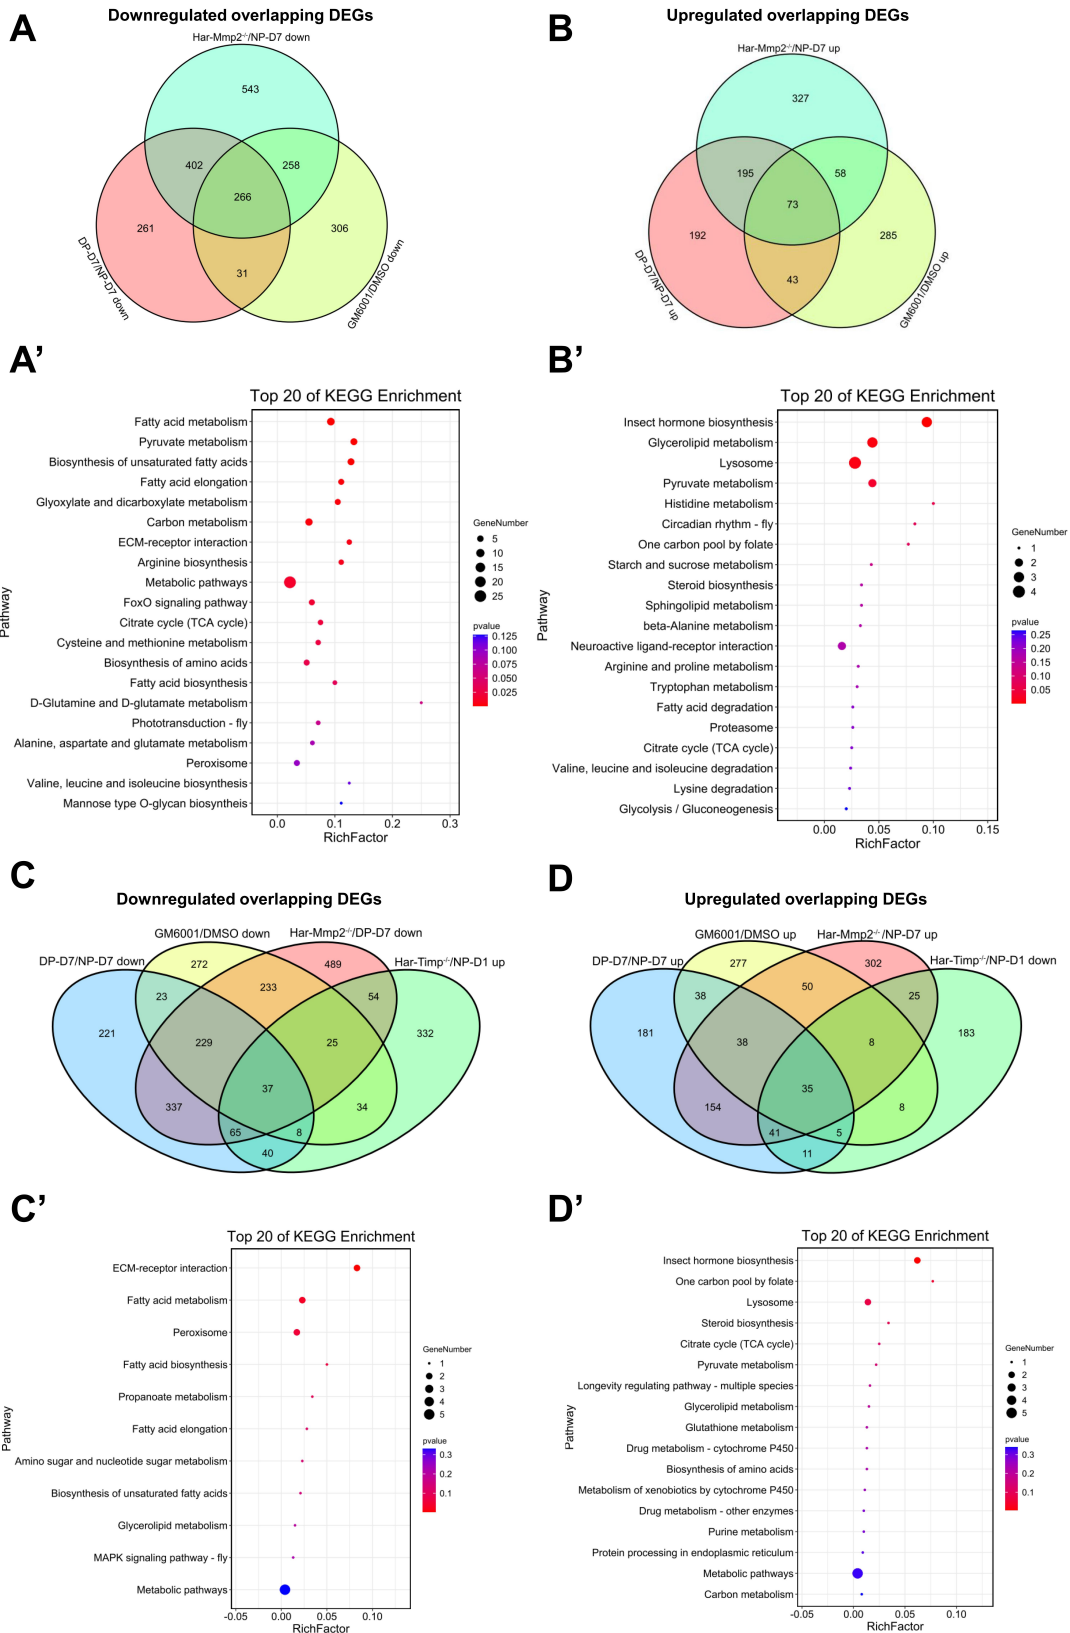 A
Downregulated overlapping DEGs
Har-Mmp2-/-/NP-D7 down
543
402
258
266
261
306
31
DP-D7/NP-D7 down
GM6001/DMSO down
B
Upregulated overlapping DEGs
Har-Mmp2-/-/NP-D7 up
327
195
58
73
192
285
43
DP-D7/NP-D7 up
GM6001/DMSO up
A’
Top 20 of KEGG Enrichment
Pathway
Fatty acid metabolism
Pyruvate metabolism
Biosynthesis of unsaturated fatty acids
Fatty acid elongation
Glyoxylate and dicarboxylate metabolism
Carbon metabolism
ECM-receptor interaction
Arginine biosynthesis
Metabolic pathways
FoxO signaling pathway
Citrate cycle (TCA cycle)
Cysteine and methionine metabolism
Biosynthesis of amino acids
Fatty acid biosynthesis
D-Glutamine and D-glutamate metabolism
Phototransduction - fly
Alanine, aspartate and glutamate metabolism
Peroxisome
Valine, leucine and isoleucine biosynthesis
Mannose type O-glycan biosyntheis
0.0 0.1 0.2 0.3
RichFactor
GeneNumber
5
10
15
20
25
pvalue
0.125
0.100
0.075
0.050
0.025
B’
Top 20 of KEGG Enrichment
Pathway
Insect hormone biosynthesis
Glycerolipid metabolism
Lysosome
Pyruvate metabolism
Histidine metabolism
Circadian rhythm - fly
One carbon pool by folate
Starch and sucrose metabolism
Steroid biosynthesis
Sphingolipid metabolism
beta-Alanine metabolism
Neuroactive ligand-receptor interaction
Arginine and proline metabolism
Tryptophan metabolism
Fatty acid degradation
Proteasome
Citrate cycle (TCA cycle)
Valine, leucine and isoleucine degradation
Lysine degradation
Glycolysis / Gluconeogenesis
0.00 0.05 0.10 0.15
RichFactor
GeneNumber
1
2
3
4
pvalue
0.25
0.20
0.15
0.10
0.05
C
Downregulated overlapping DEGs
GM6001/DMSO down
Har-Mmp2-/-/DP-D7 down
DP-D7/NP-D7 down
Har-Timp-/-/NP-D1 up
272
489
23
233
54
221
229
25
332
37
337
34
65
8
40
D
Upregulated overlapping DEGs
GM6001/DMSO up
Har-Mmp2-/-/NP-D7 up
DP-D7/NP-D7 up
Har-Timp-/-/NP-D1 down
277
302
38
50
25
181
38
8
183
35
154
8
41
5
11
C’
Top 20 of KEGG Enrichment
Pathway
ECM-receptor interaction
Fatty acid metabolism
Peroxisome
Fatty acid biosynthesis
Propanoate metabolism
Fatty acid elongation
Amino sugar and nucleotide sugar metabolism
Biosynthesis of unsaturated fatty acids
Glycerolipid metabolism
MAPK signaling pathway - fly
Metabolic pathways
-0.05 0.00 0.05 0.10
RichFactor
GeneNumber
1
2
3
4
5
pvalue
0.3
0.2
0.1
D’
Top 20 of KEGG Enrichment
Pathway
Insect hormone biosynthesis
One carbon pool by folate
Lysosome
Steroid biosynthesis
Citrate cycle (TCA cycle)
Pyruvate metabolism
Longevity regulating pathway - multiple species
Glycerolipid metabolism
Glutathione metabolism
Drug metabolism - cytochrome P450
Biosynthesis of amino acids
Metabolism of xenobiotics by cytochrome P450
Drug metabolism - other enzymes
Purine metabolism
Protein processing in endoplasmic reticulum
Metabolic pathways
Carbon metabolism
-0.05 0.00 0.05 0.10
RichFactor
GeneNumber
1
2
3
4
5
pvalue
0.3
0.2
0.1